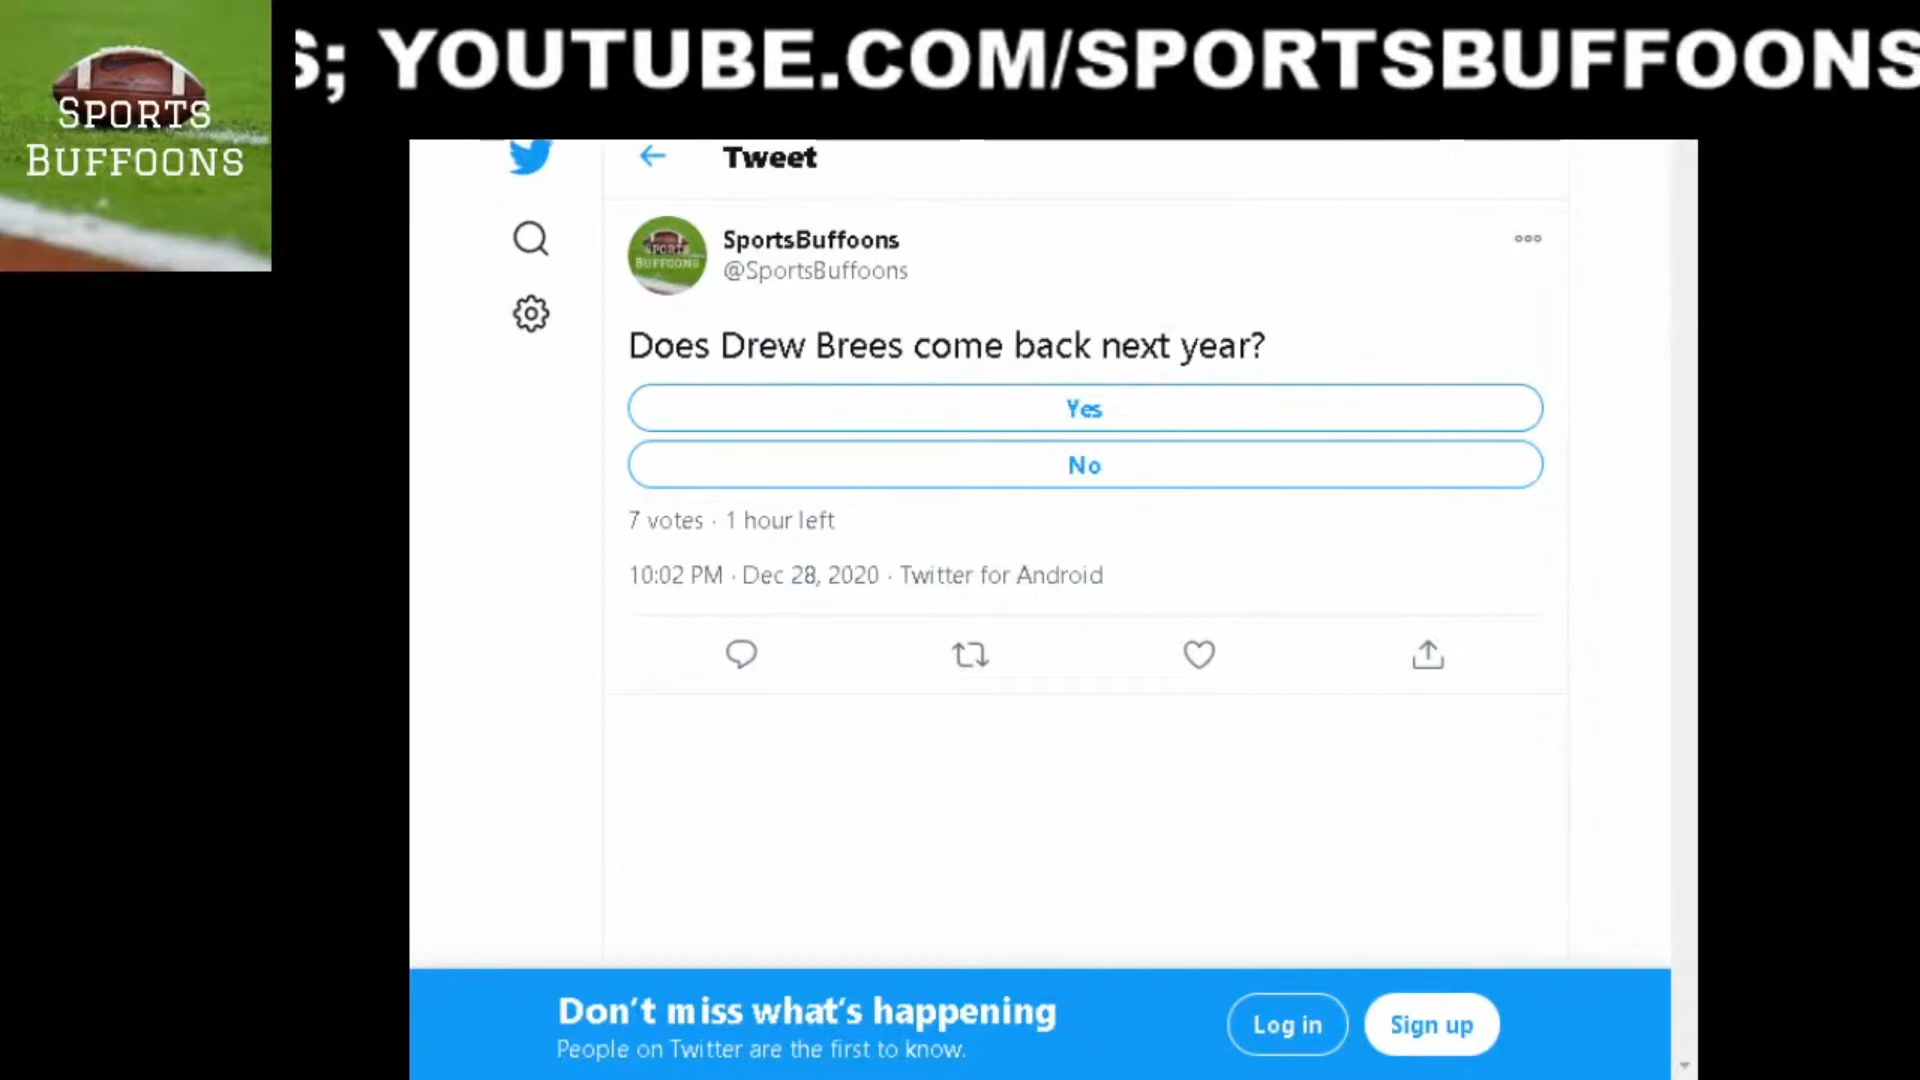 S; YOUTUBE.COM/SPORTSBUFFOONS
SPORTS
BUFFOONS
Tweet
SPORTS
BUFFOONS
SportsBuffoons
@SportsBuffoons
Does Drew Brees come back next year?
Yes
No
7 votes · 1 hour left
10:02 PM · Dec 28, 2020 · Twitter for Android
Don't miss what's happening
People on Twitter are the first to know.
Log in
Sign up